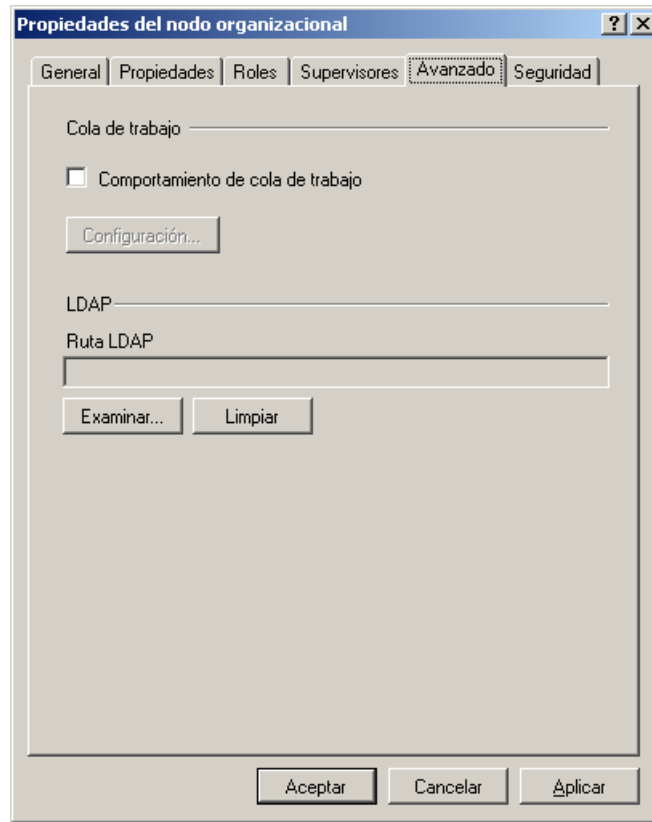 Propiedades del nodo organizacional
General Propiedades Roles Supervisores Avanzado Seguridad
Cola de trabajo
Comportamiento de cola de trabajo
Configuración...
LDAP
Ruta LDAP
Examinar... Limpiar
Aceptar Cancelar Aplicar